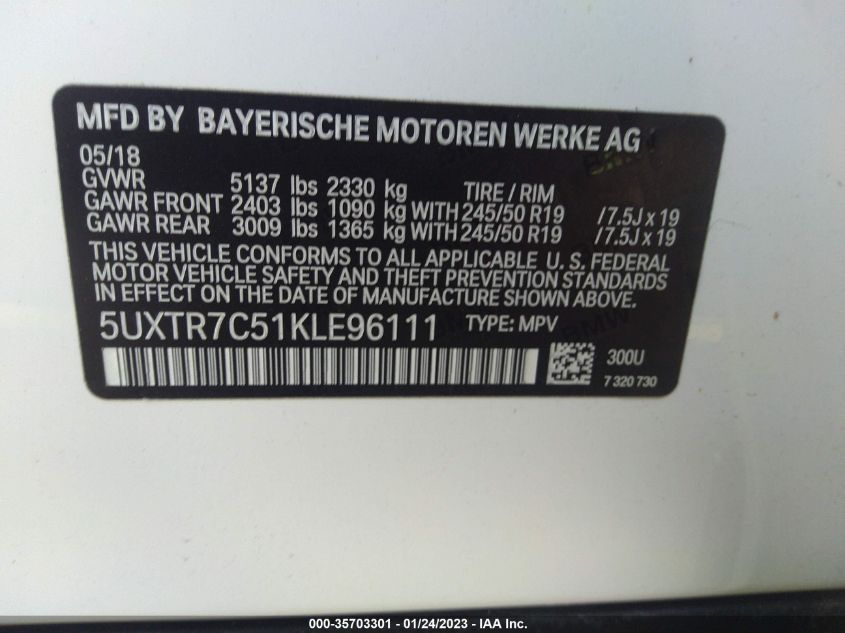 MFD BY BAYERISCHE MOTOREN WERKE AG
05/18
GVWR 5137 lbs 2330 kg TIRE / RIM
GAWR FRONT 2403 lbs 1090 kg WITH 245/50 R19 /7.5J x 19
GAWR REAR 3009 lbs 1365 kg WITH 245/50 R19 /7.5J x 19
THIS VEHICLE CONFORMS TO ALL APPLICABLE U. S. FEDERAL
MOTOR VEHICLE SAFETY AND THEFT PREVENTION STANDARDS
IN EFFECT ON THE DATE OF MANUFACTURE SHOWN ABOVE.
5UXTR7C51KLE96111 TYPE: MPV
300U
7 320 730
000-35703301 - 01/24/2023 - IAA Inc.